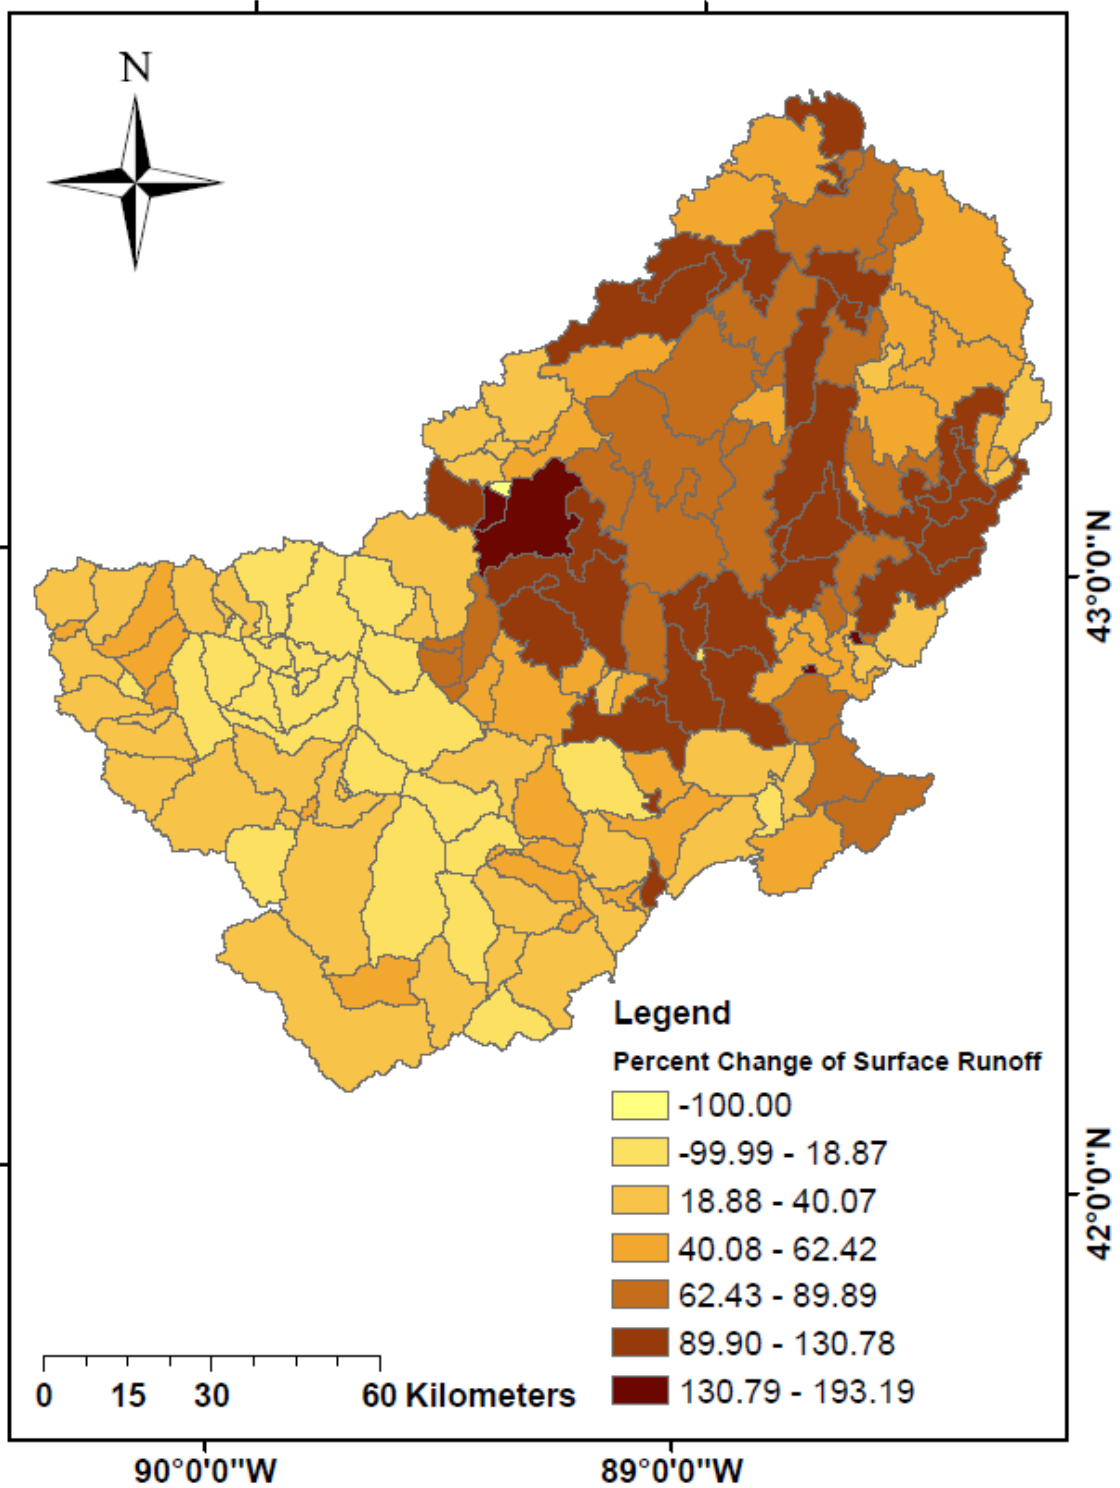 N
43°0'0"N
Legend
Percent Change of Surface Runoff
-100.00
-99.99 - 18.87
18.88 - 40.07
40.08 - 62.42
62.43 - 89.89
89.90 - 130.78
130.79 - 193.19
42°0'0"N
0 15 30 60 Kilometers
90°0'0"W 89°0'0"W